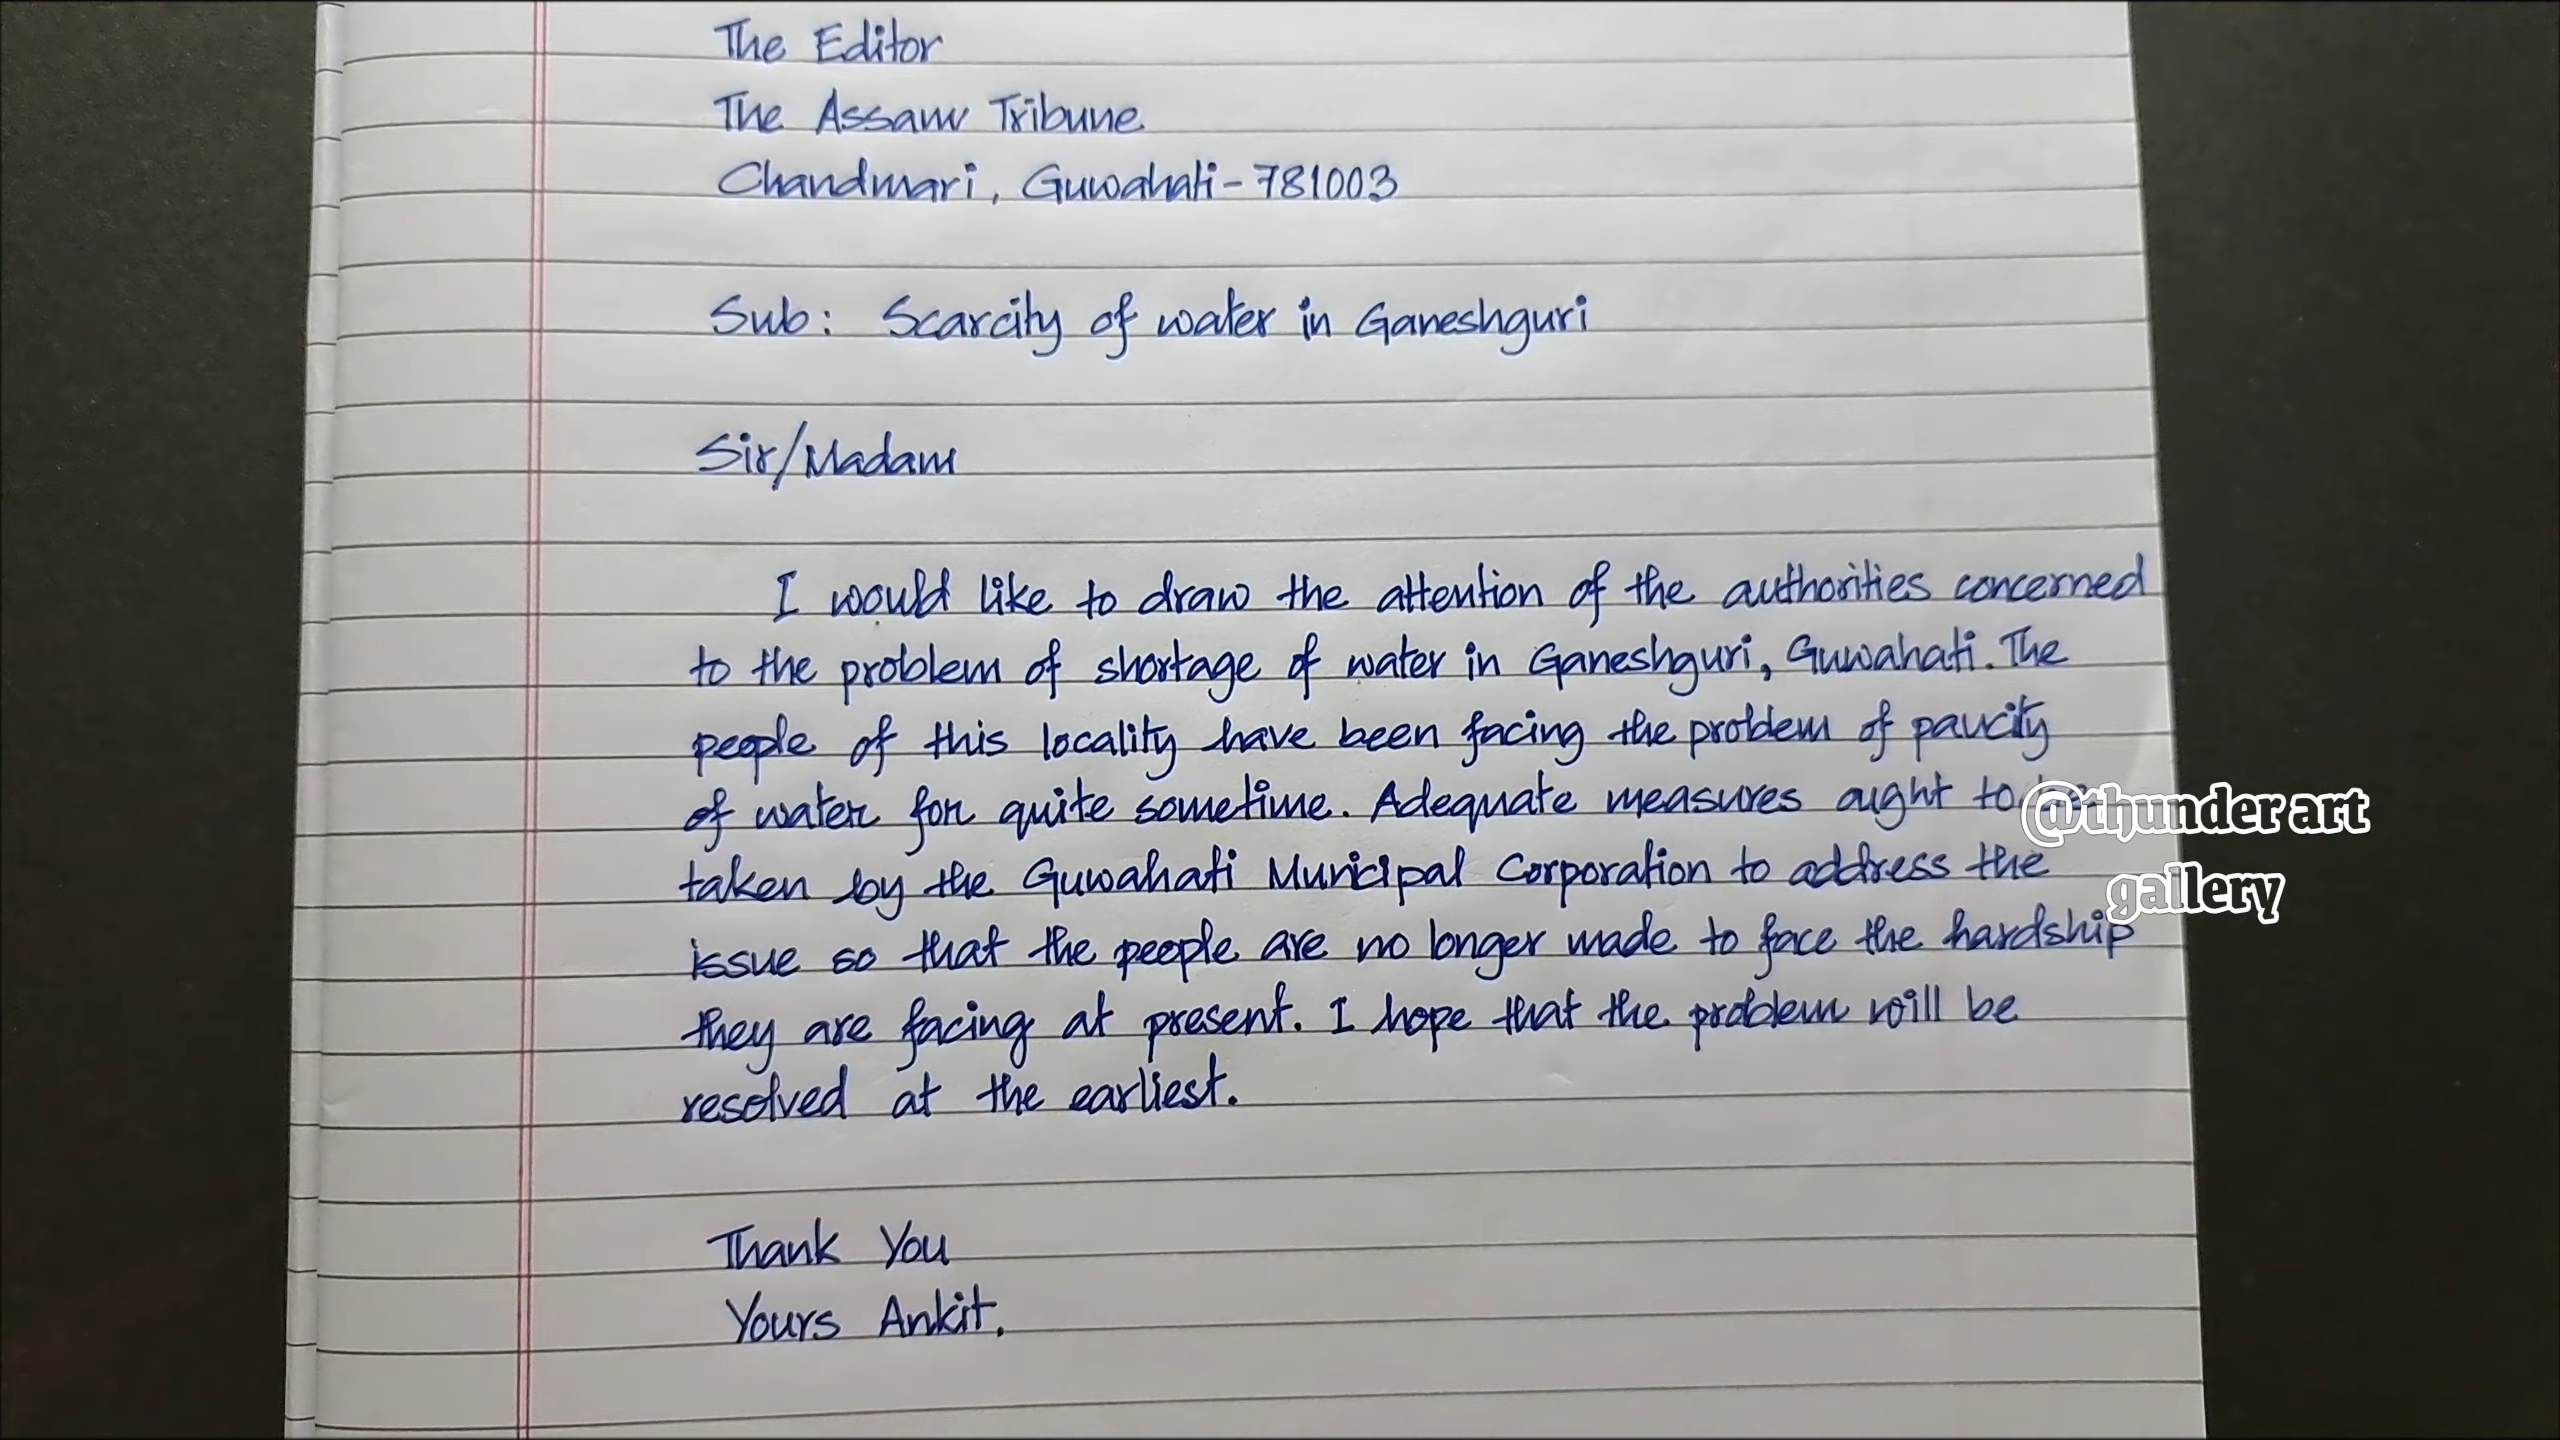 The Editor
The Assam Tribune
Chandmari, Guwahati - 781003
Sub: Scarcity of water in Ganeshguri
Sir/Madam
I would like to draw the attention of the authorities concerned
to the problem of shortage of water in Ganeshguri, Guwahati. The
people of this locality have been facing the problem of paucity
of water for quite sometime. Adequate measures ought to be
@thunder art
taken by the Guwahati Municipal Corporation to address the
gallery
issue so that the people are no longer made to face the hardship
they are facing at present. I hope that the problem will be
resolved at the earliest.
Thank You
Yours Ankit.